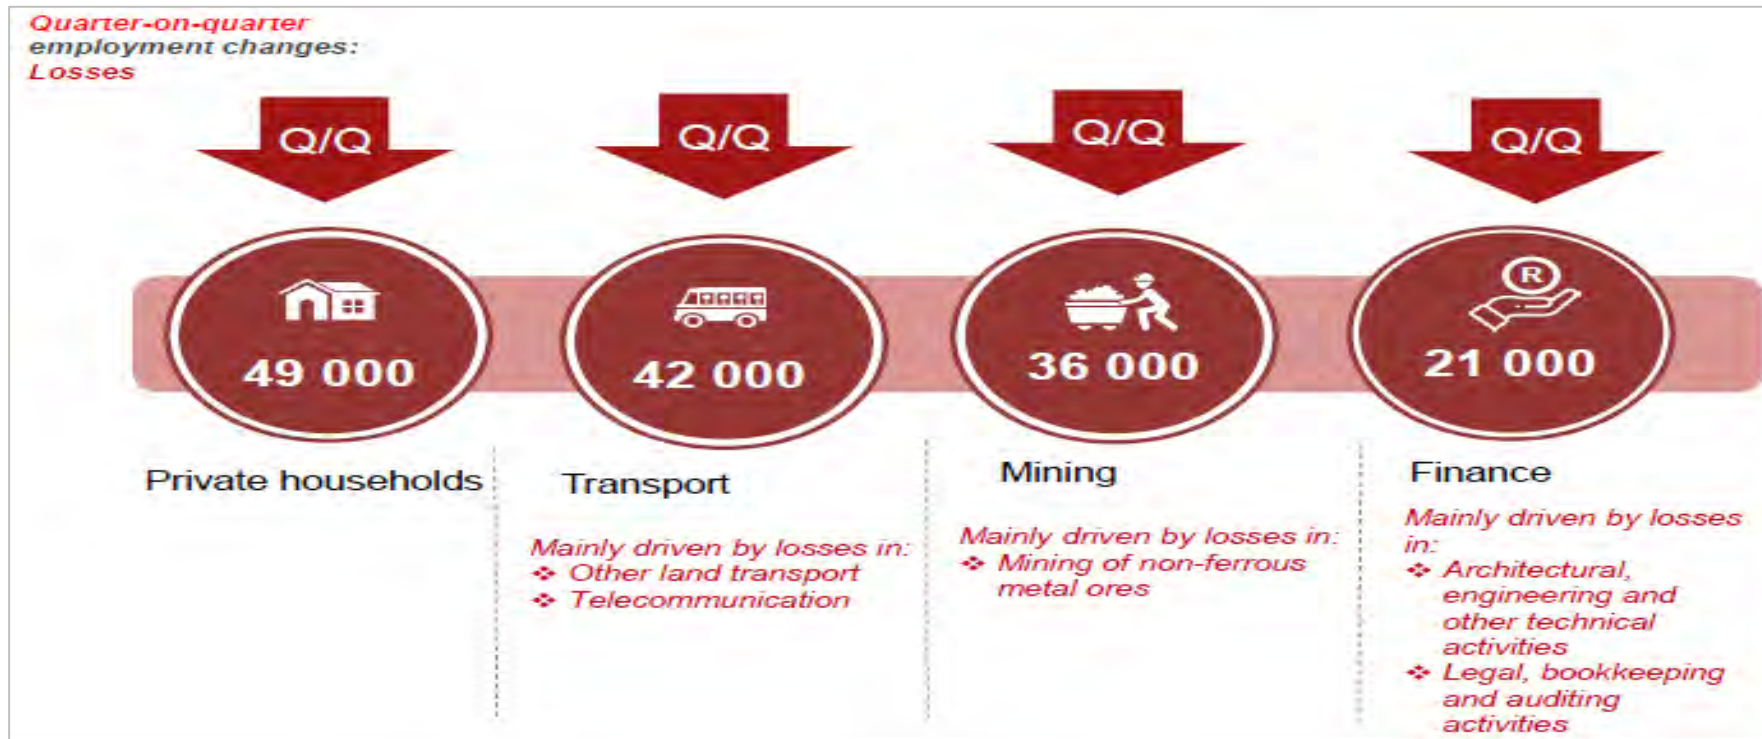 Quarter-on-quarter
employment changes:
Losses
Q/Q
Q/Q
Q/Q
Q/Q
49 000
42 000
36 000
R
21 000
Private households
Transport
Mainly driven by losses in:
❖ Other land transport
❖ Telecommunication
Mining
Mainly driven by losses in:
❖ Mining of non-ferrous
metal ores
Finance
Mainly driven by losses
in:
❖ Architectural,
engineering and
other technical
activities
❖ Legal, bookkeeping
and auditing
activities